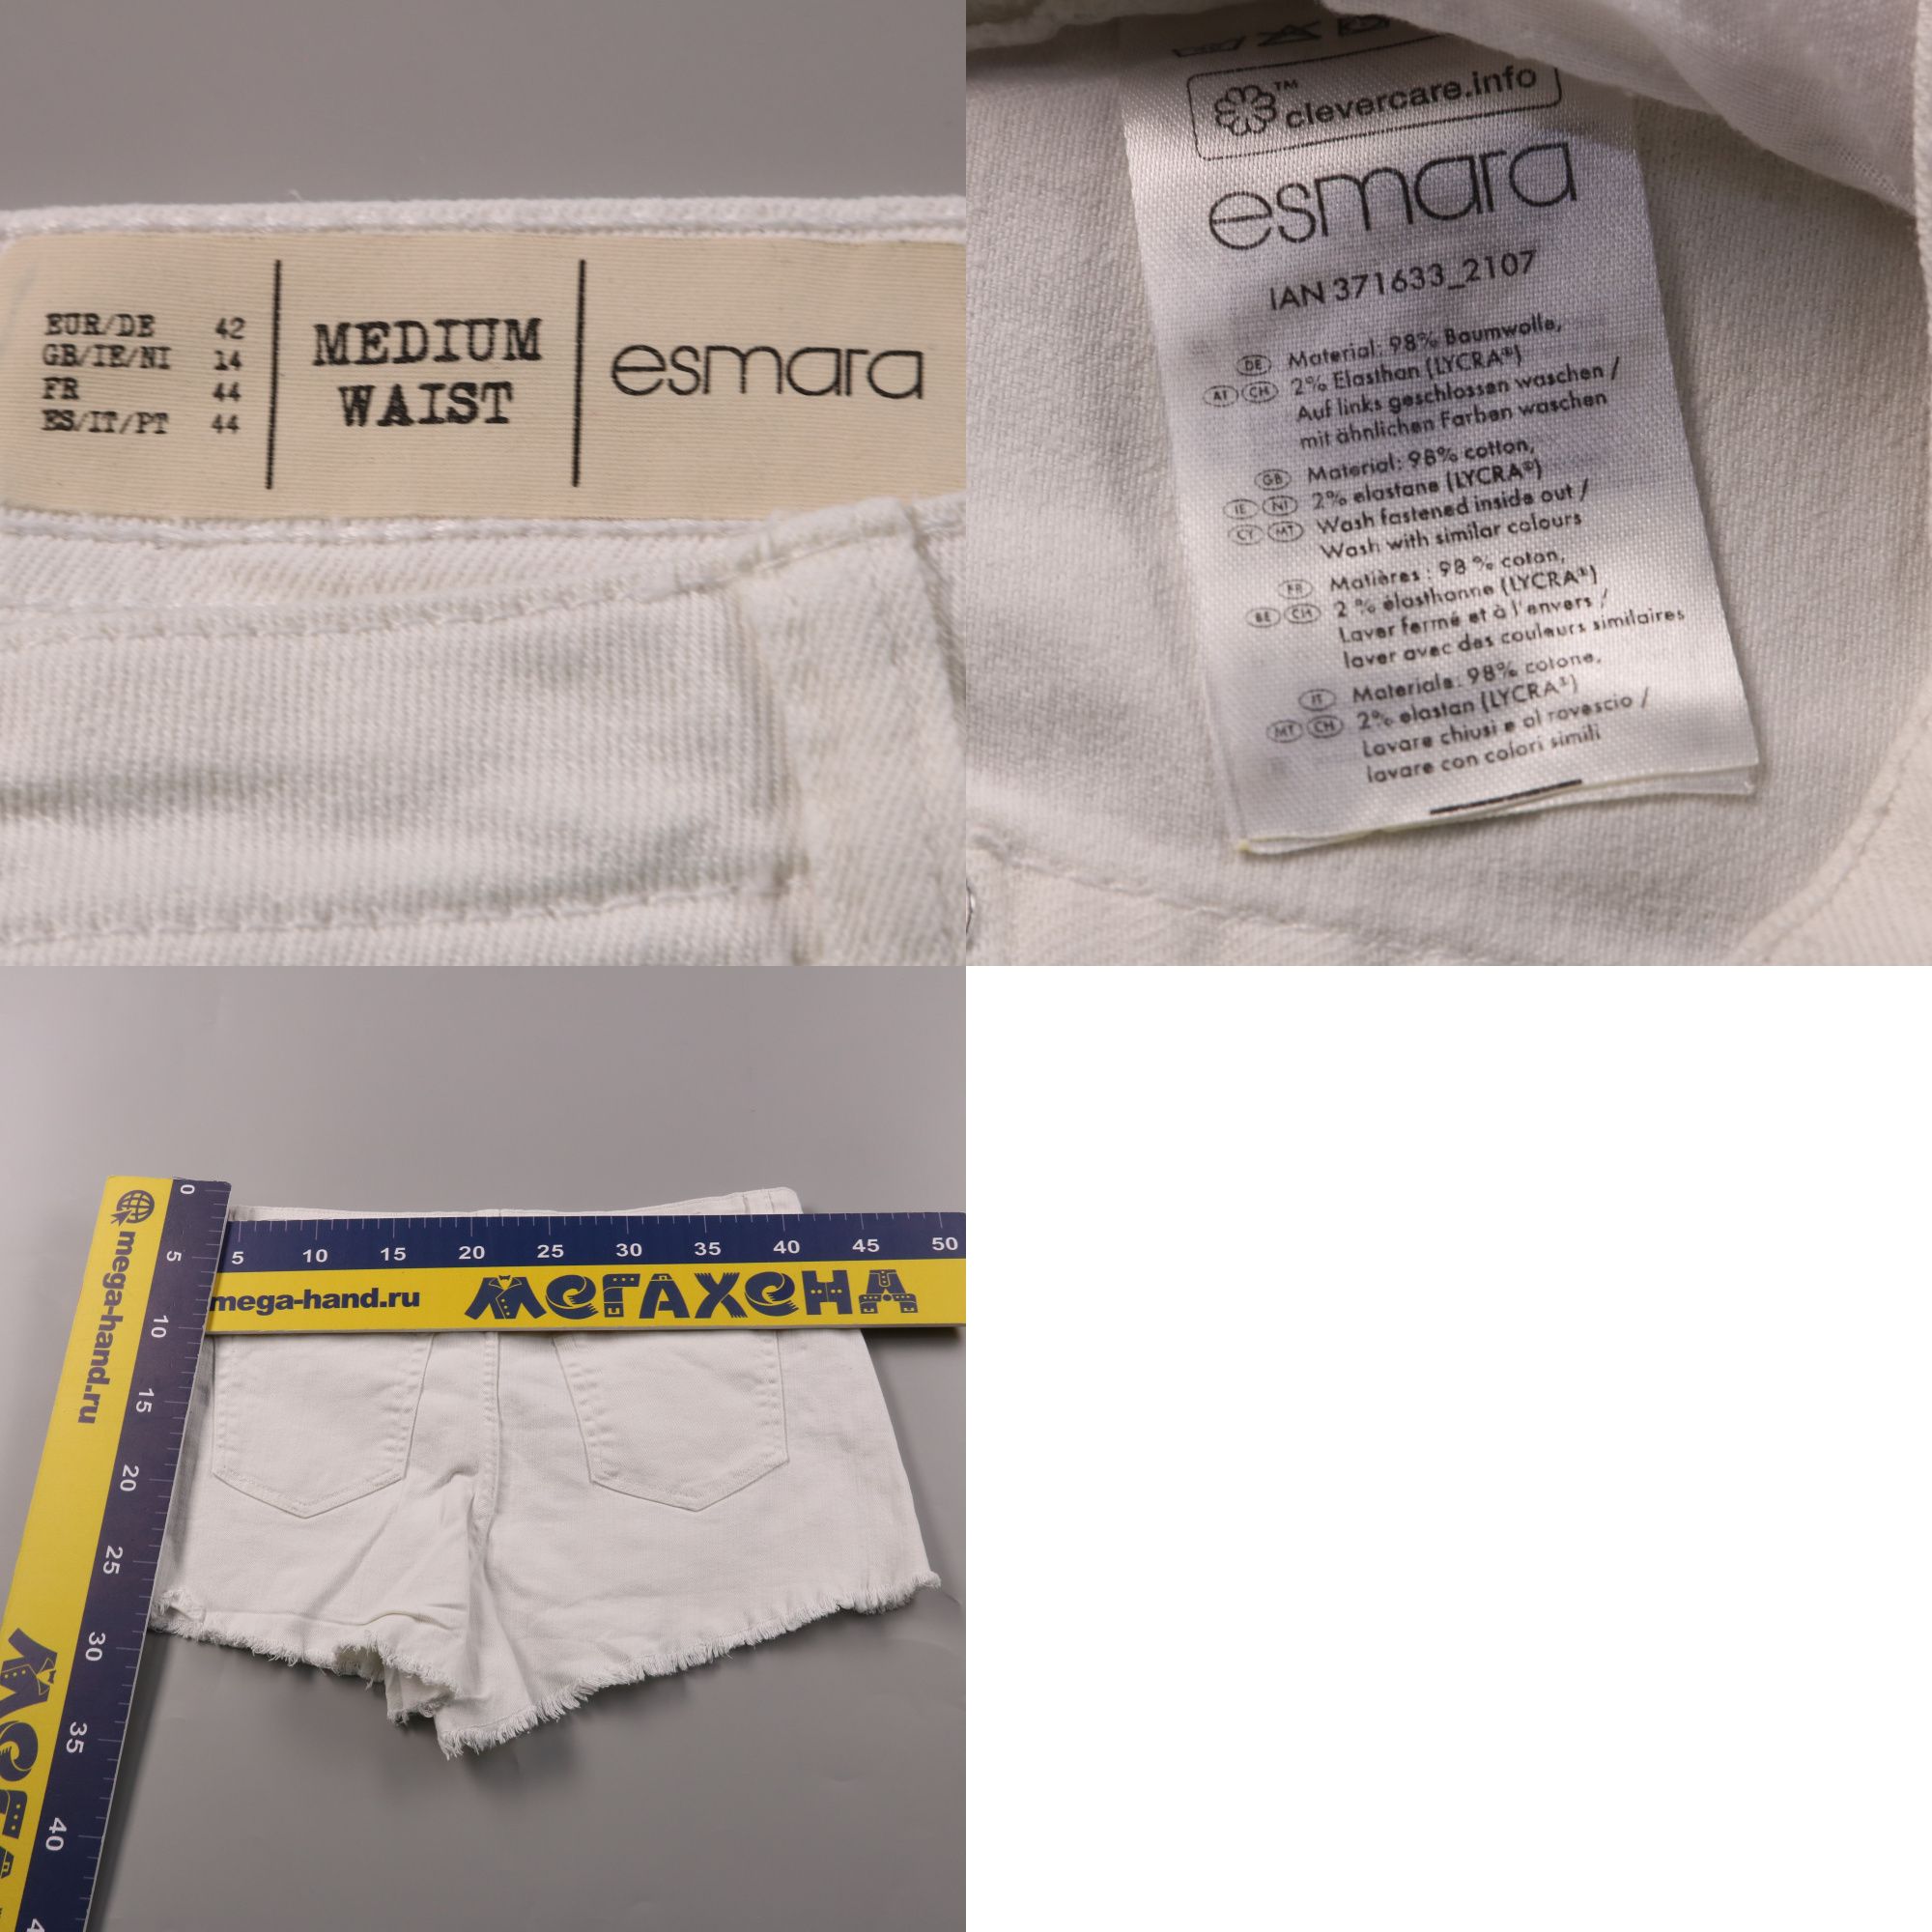 EUR/DE 42
GB/IE/NI 14
FR 44
ES/IT/PT 44
MEDIUM
WAIST
esmara
clevercare.info
TM
esmara
IAN 371633_2107
DE Material: 98% Baumwolle,
AT CH 2% Elasthan (LYCRA®)
Auf links geschlossen waschen /
mit ähnlichen Farben waschen
GB Material: 98% cotton,
IE NI 2% elastane (LYCRA®)
CY MT Wash fastened inside out /
Wash with similar colours
FR Matières : 98 % coton,
BE CH 2 % élasthanne (LYCRA®)
Laver fermé et à l'envers /
laver avec des couleurs similaires
IT Materiale: 98% cotone,
MT CH 2% elastan (LYCRA®)
Lavare chiusi e al rovescio /
lavare con colori simili
0 5 10 15 20 25 30 35 40
mega-hand.ru
5 10 15 20 25 30 35 40 45 50
mega-hand.ru
МЕГАХЕНД